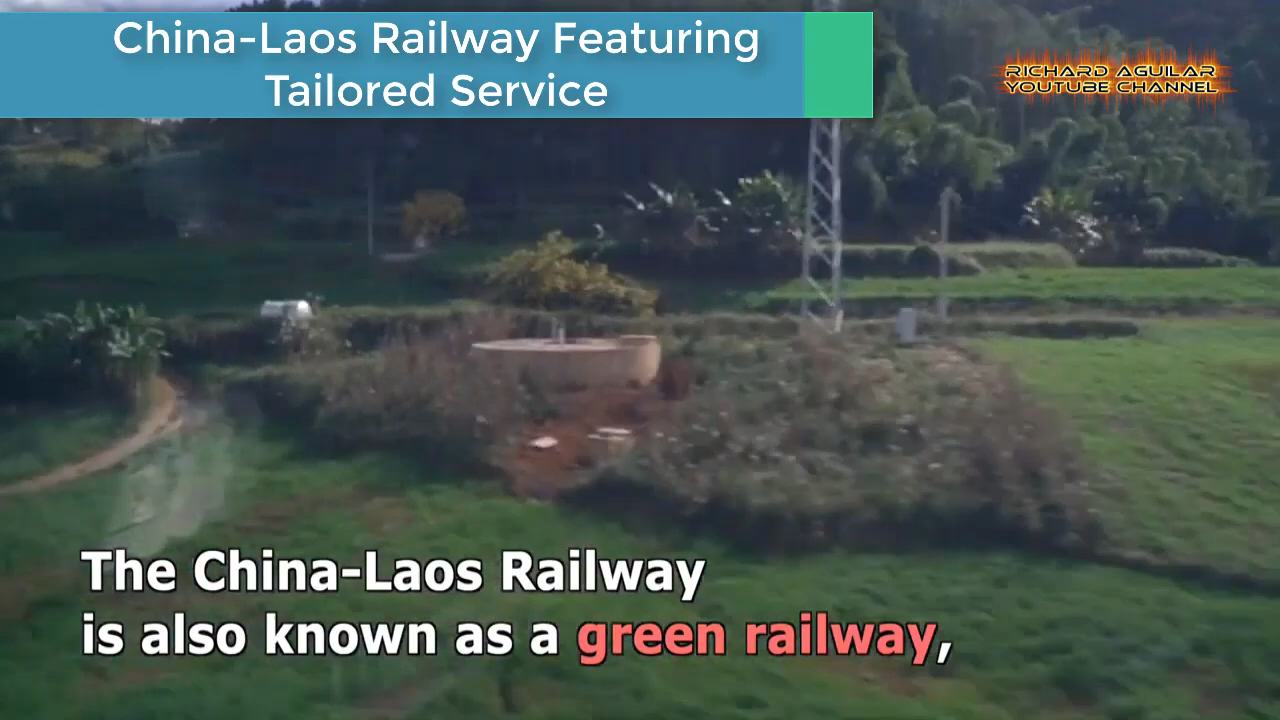 China-Laos Railway Featuring
Tailored Service
RICHARD AGUILAR
YOUTUBE CHANNEL
The China-Laos Railway
is also known as a green railway,